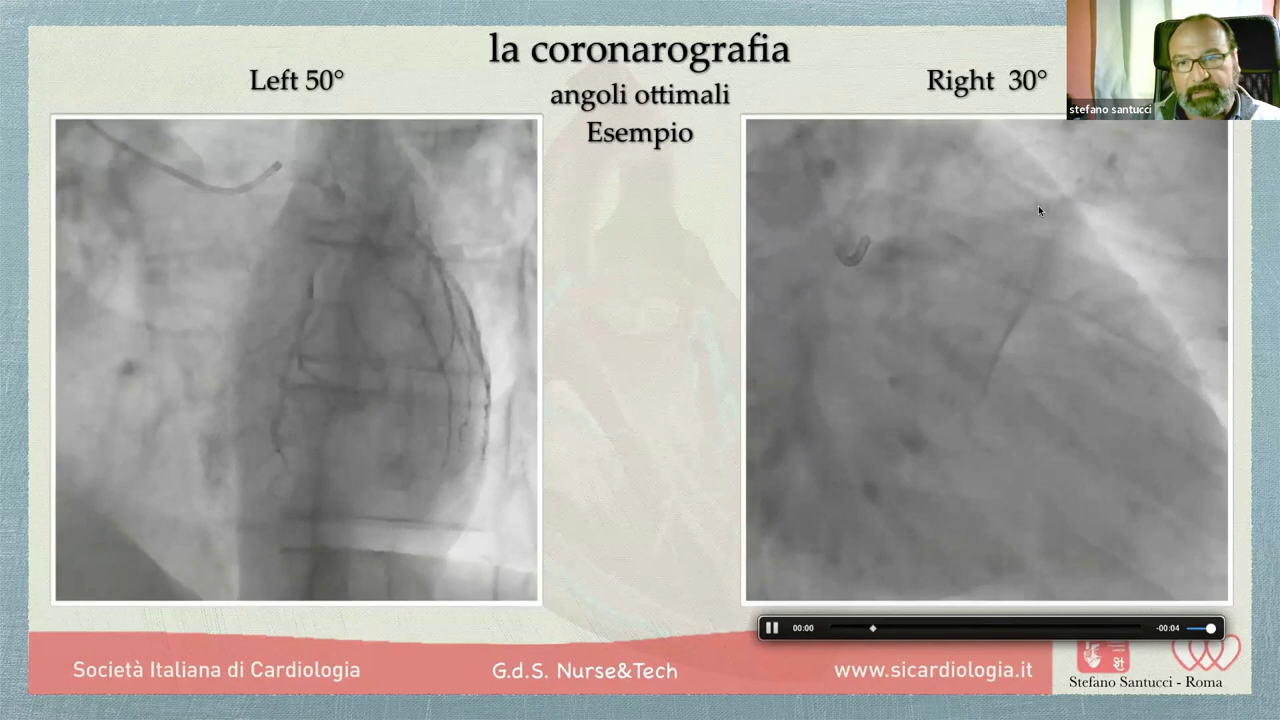 la coronarografia
Left 50°
angoli ottimali
Right 30°
Esempio
stefano santucci
00:00
-00:04
Società Italiana di Cardiologia
G.d.S. Nurse&Tech
www.sicardiologia.it
Stefano Santucci - Roma